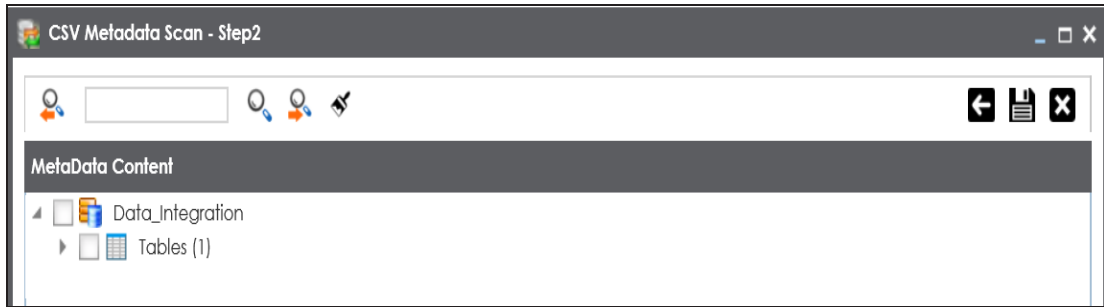 CSV Metadata Scan - Step2
MetaData Content
Data_Integration
Tables (1)